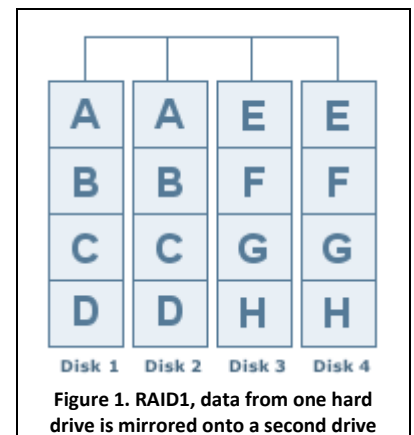 A A E E
B B F F
C C G G
D D H H
Disk 1 Disk 2 Disk 3 Disk 4
Figure 1. RAID1, data from one hard
drive is mirrored onto a second drive